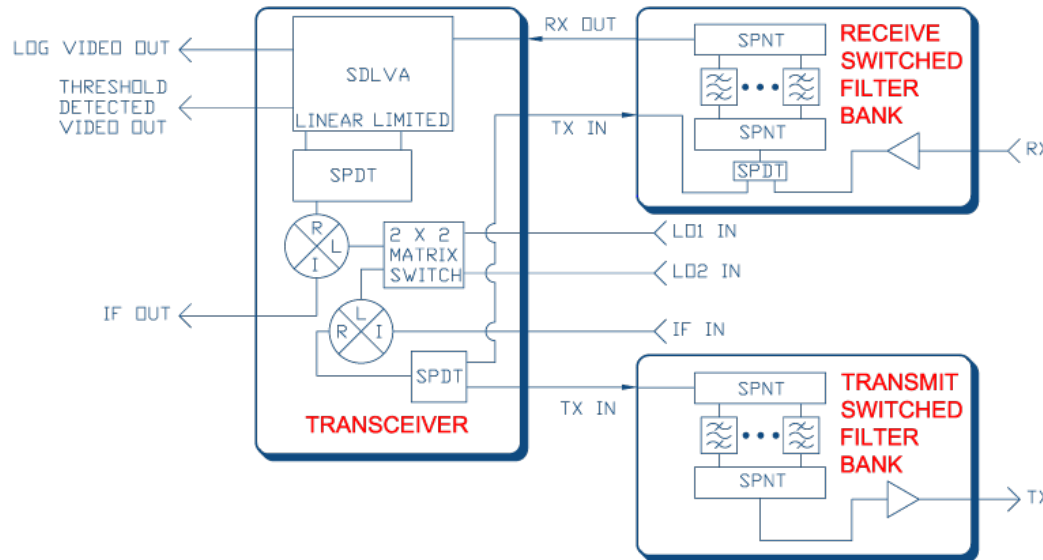 LOG VIDEO OUT
THRESHOLD
DETECTED
VIDEO OUT
SDLVA
LINEAR LIMITED
SPDT
R
L
I
2 X 2
MATRIX
SWITCH
IF OUT
L
R
I
SPDT
TRANSCEIVER
RX OUT
TX IN
LO1 IN
LO2 IN
IF IN
TX IN
SPNT
SPNT
SPDT
RECEIVE
SWITCHED
FILTER
BANK
RX
SPNT
SPNT
TRANSMIT
SWITCHED
FILTER
BANK
TX